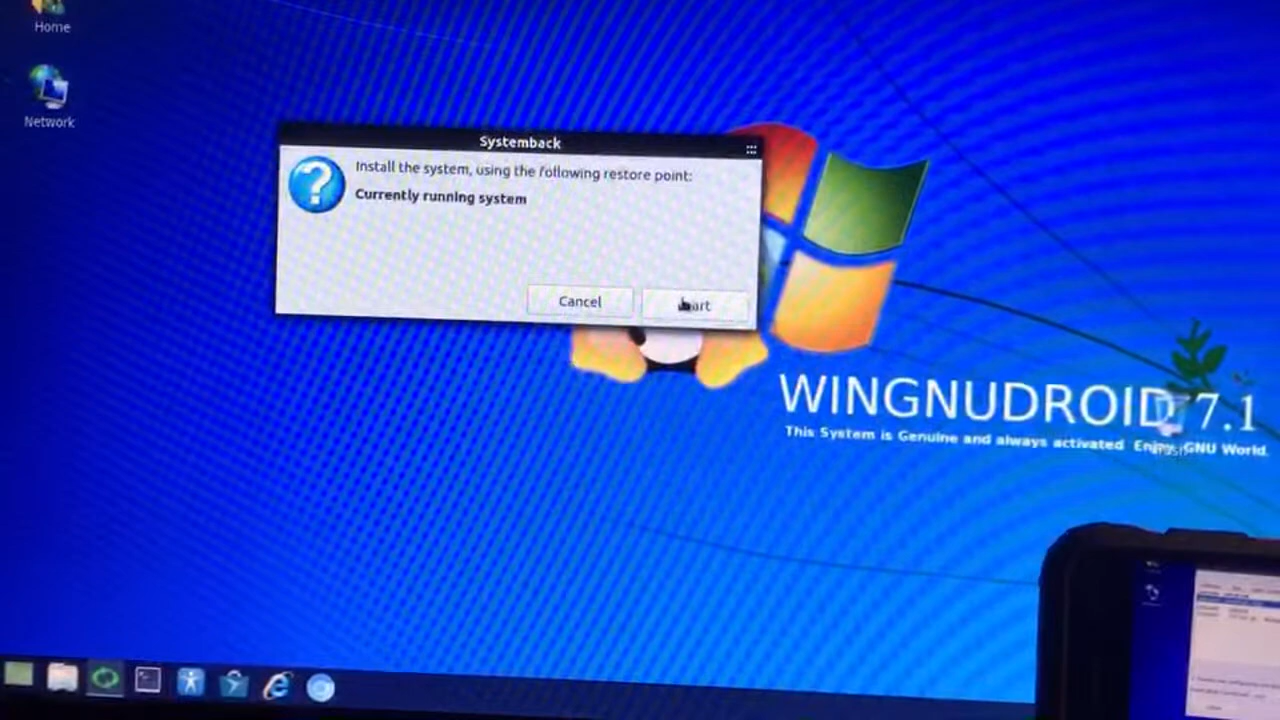 Home
Network
Systemback
Install the system, using the following restore point:
Currently running system
Cancel
WINGNUDROID 7.1
This System is Genuine and always activated Enjoy GNU World.